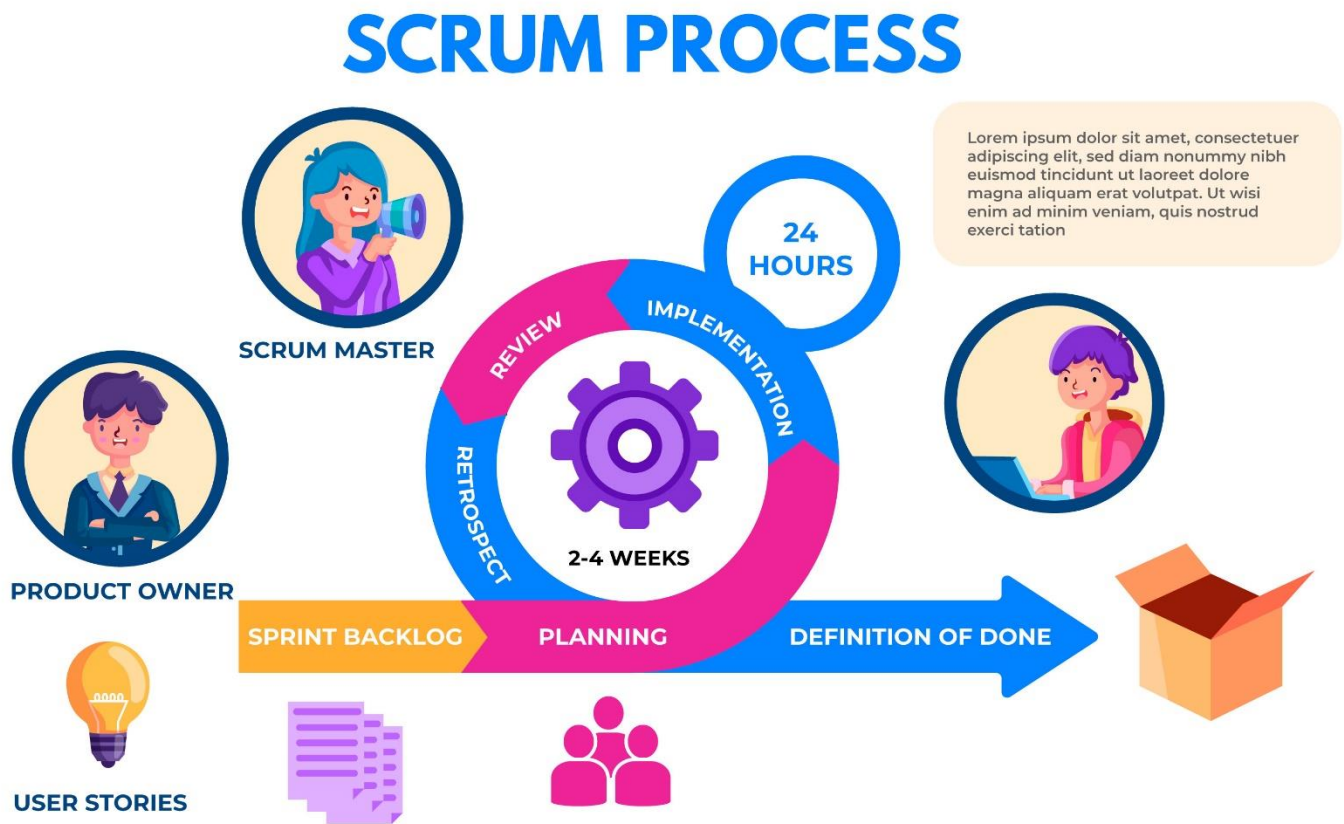 SCRUM PROCESS
Lorem ipsum dolor sit amet, consectetuer
adipiscing elit, sed diam nonummy nibh
euismod tincidunt ut laoreet dolore
magna aliquam erat volutpat. Ut wisi
enim ad minim veniam, quis nostrud
exerci tation
24
HOURS
SCRUM MASTER
REVIEW
IMPLEMENTATION
RETROSPECT
2-4 WEEKS
PRODUCT OWNER
SPRINT BACKLOG
PLANNING
DEFINITION OF DONE
USER STORIES